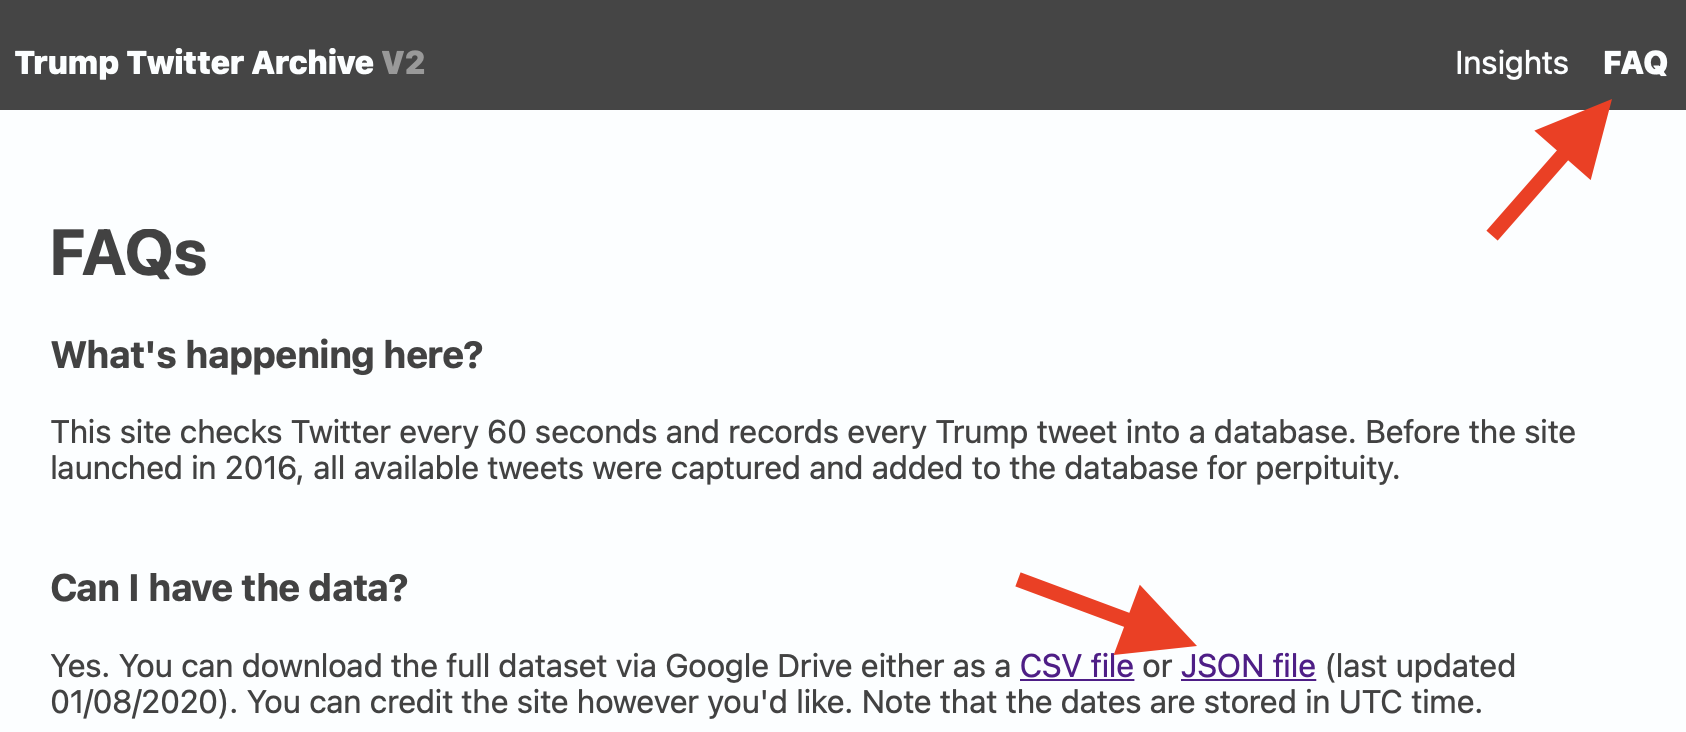 Trump Twitter Archive V2
Insights FAQ
FAQs
What's happening here?
This site checks Twitter every 60 seconds and records every Trump tweet into a database. Before the site
launched in 2016, all available tweets were captured and added to the database for perpituity.
Can I have the data?
Yes. You can download the full dataset via Google Drive either as a CSV file or JSON file (last updated
01/08/2020). You can credit the site however you'd like. Note that the dates are stored in UTC time.